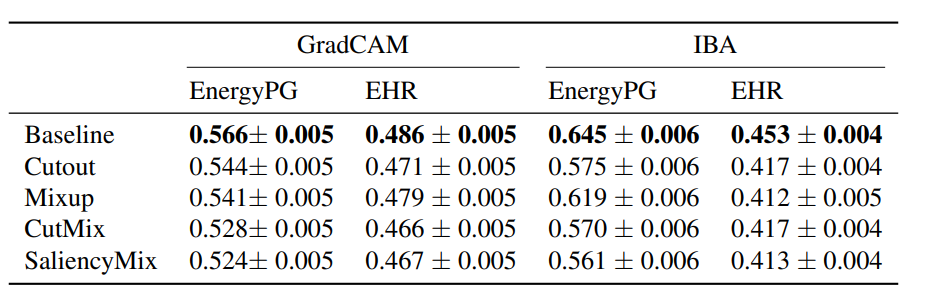 GradCAM IBA
EnergyPG EHR EnergyPG EHR
Baseline 0.566± 0.005 0.486 ± 0.005 0.645 ± 0.006 0.453 ± 0.004
Cutout 0.544± 0.005 0.471 ± 0.005 0.575 ± 0.006 0.417 ± 0.004
Mixup 0.541± 0.005 0.479 ± 0.005 0.619 ± 0.006 0.412 ± 0.005
CutMix 0.528± 0.005 0.466 ± 0.005 0.570 ± 0.006 0.417 ± 0.004
SaliencyMix 0.524± 0.005 0.467 ± 0.005 0.561 ± 0.006 0.413 ± 0.004